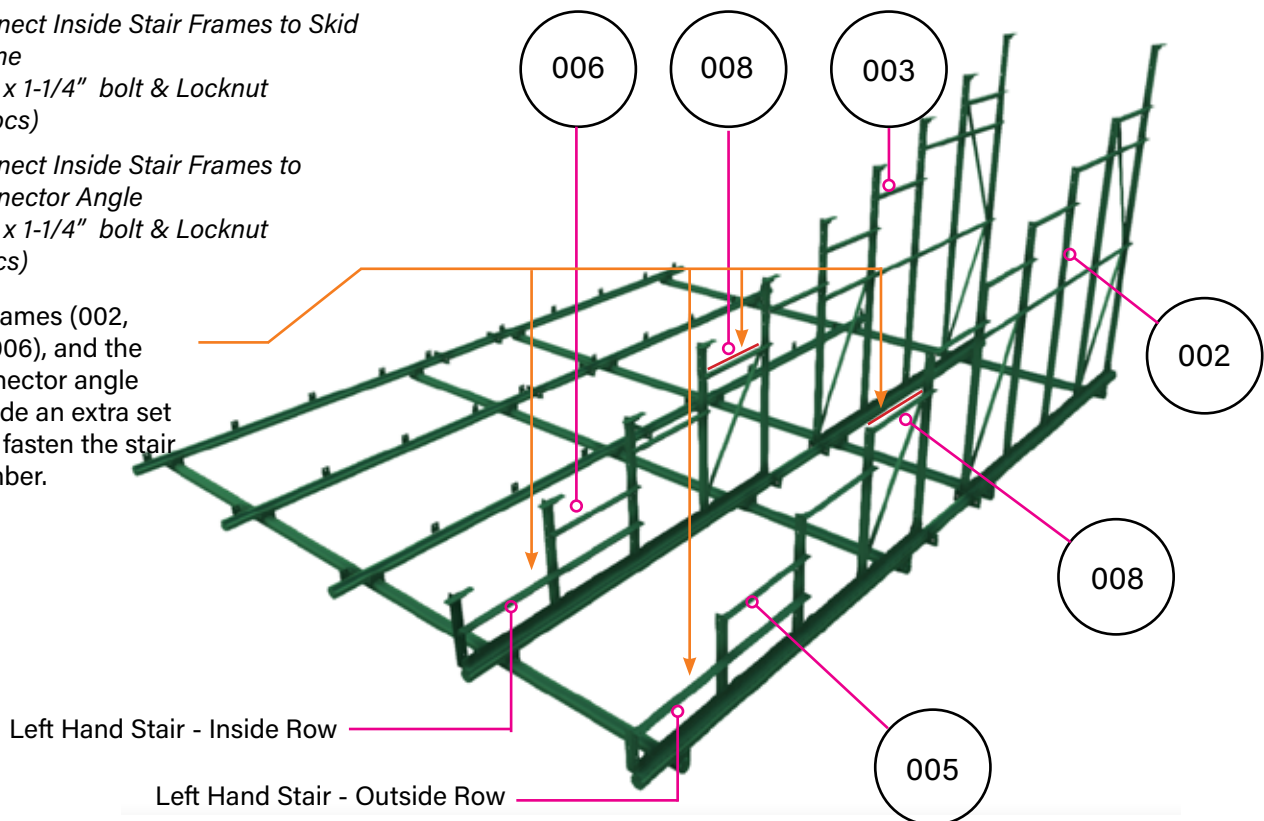 nect Inside Stair Frames to Skid
ne
x 1-1/4" bolt & Locknut
ocs)
nect Inside Stair Frames to
nnector Angle
x 1-1/4" bolt & Locknut
cs)
ames (002,
006), and the
nector angle
de an extra set
fasten the stair
nber.
006
008
003
002
008
005
Left Hand Stair - Inside Row
Left Hand Stair - Outside Row